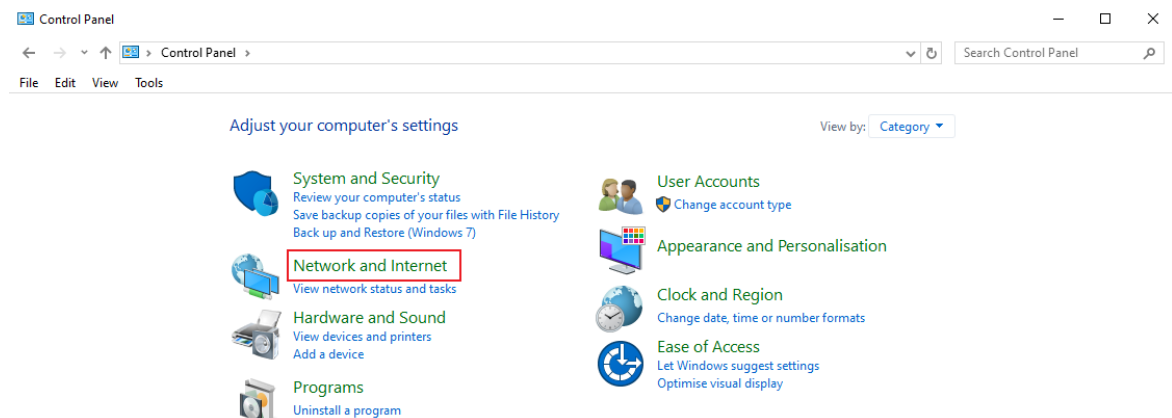 Control Panel
Control Panel
Search Control Panel
File Edit View Tools
Adjust your computer's settings
View by: Category
System and Security
Review your computer's status
Save backup copies of your files with File History
Back up and Restore (Windows 7)
Network and Internet
View network status and tasks
Hardware and Sound
View devices and printers
Add a device
Programs
Uninstall a program
User Accounts
Change account type
Appearance and Personalisation
Clock and Region
Change date, time or number formats
Ease of Access
Let Windows suggest settings
Optimise visual display